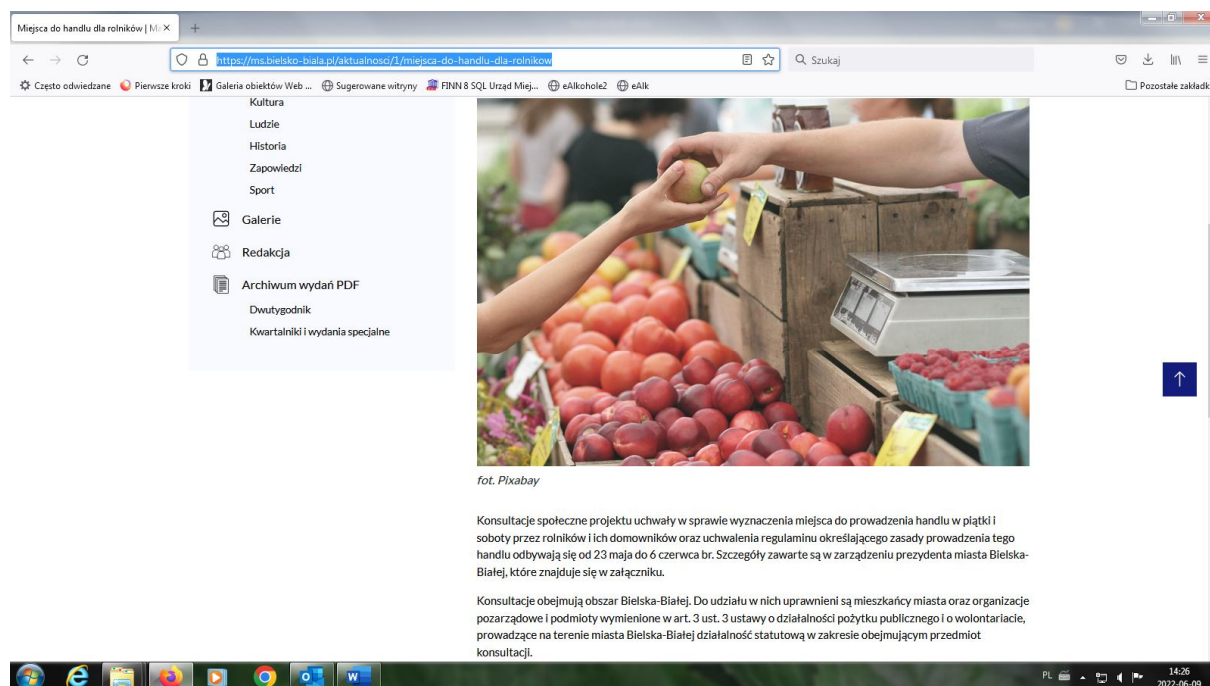 Miejsca do handlu dla rolników | Ma
https://ms.bielsko-biala.pl/aktualnosci/1/miejsca-do-handlu-dla-rolnikow
Szukaj
Często odwiedzane Pierwsze kroki Galeria obiektów Web ... Sugerowane witryny FINN 8 SQL Urząd Miej... eAlkohole2 eAlk Pozostałe zakładk
Kultura
Ludzie
Historia
Zapowiedzi
Sport
Galerie
Redakcja
Archiwum wydań PDF
Dwutygodnik
Kwartalniki i wydania specjalne
fot. Pixabay
Konsultacje społeczne projektu uchwały w sprawie wyznaczenia miejsca do prowadzenia handlu w piątki i
soboty przez rolników i ich domowników oraz uchwalenia regulaminu określającego zasady prowadzenia tego
handlu odbywają się od 23 maja do 6 czerwca br. Szczegóły zawarte są w zarządzeniu prezydenta miasta Bielska-
Białej, które znajduje się w załączniku.
Konsultacje obejmują obszar Bielska-Białej. Do udziału w nich uprawnieni są mieszkańcy miasta oraz organizacje
pozarządowe i podmioty wymienione w art. 3 ust. 3 ustawy o działalności pożytku publicznego i o wolontariacie,
prowadzące na terenie miasta Bielska-Białej działalność statutową w zakresie obejmującym przedmiot
konsultacji.
PL 14:26
2022-06-09